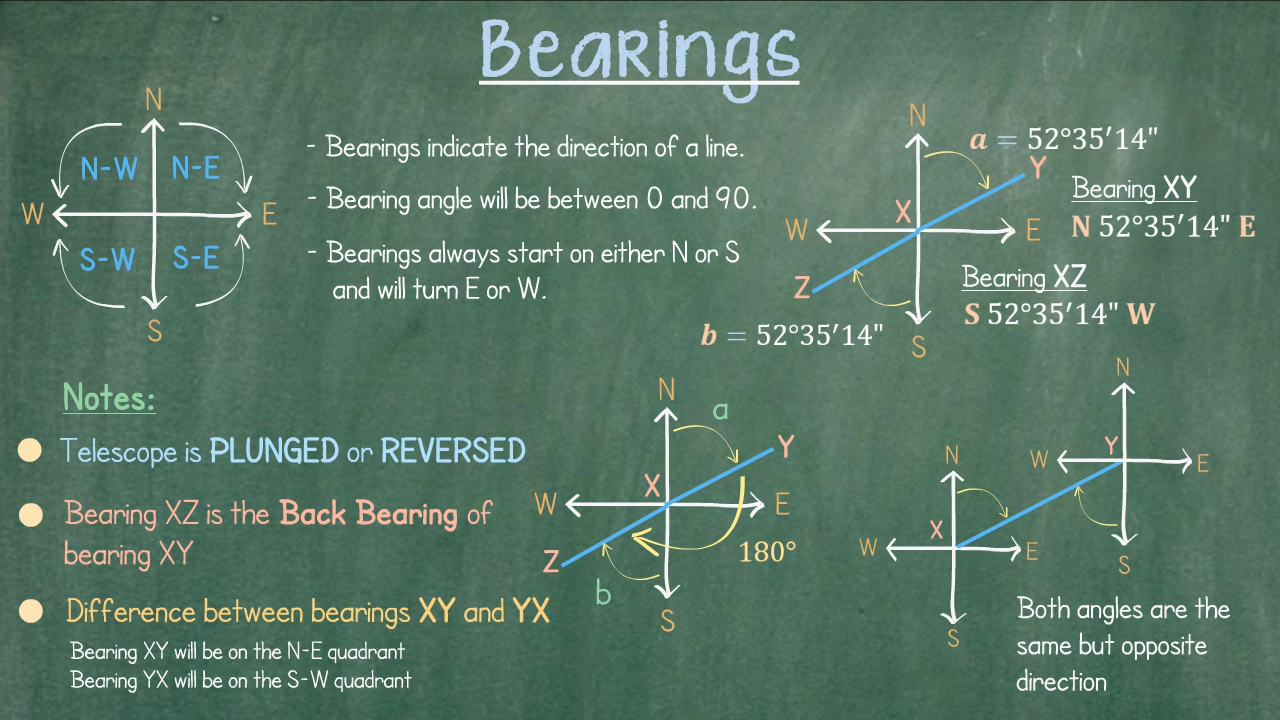 Bearings
N
N-W N-E
W E
S-W S-E
S
- Bearings indicate the direction of a line.
- Bearing angle will be between 0 and 90.
- Bearings always start on either N or S
and will turn E or W.
N
a = 52°35′14"
Y
X
W E
Z
b = 52°35′14"
S
Bearing XY
N 52°35′14" E
Bearing XZ
S 52°35′14" W
Notes:
Telescope is PLUNGED or REVERSED
Bearing XZ is the Back Bearing of
bearing XY
Difference between bearings XY and YX
Bearing XY will be on the N-E quadrant
Bearing YX will be on the S-W quadrant
N
a
Y
X
W E
180°
Z
b
S
N
Y
W E
S
N
X
W E
S
Both angles are the
same but opposite
direction